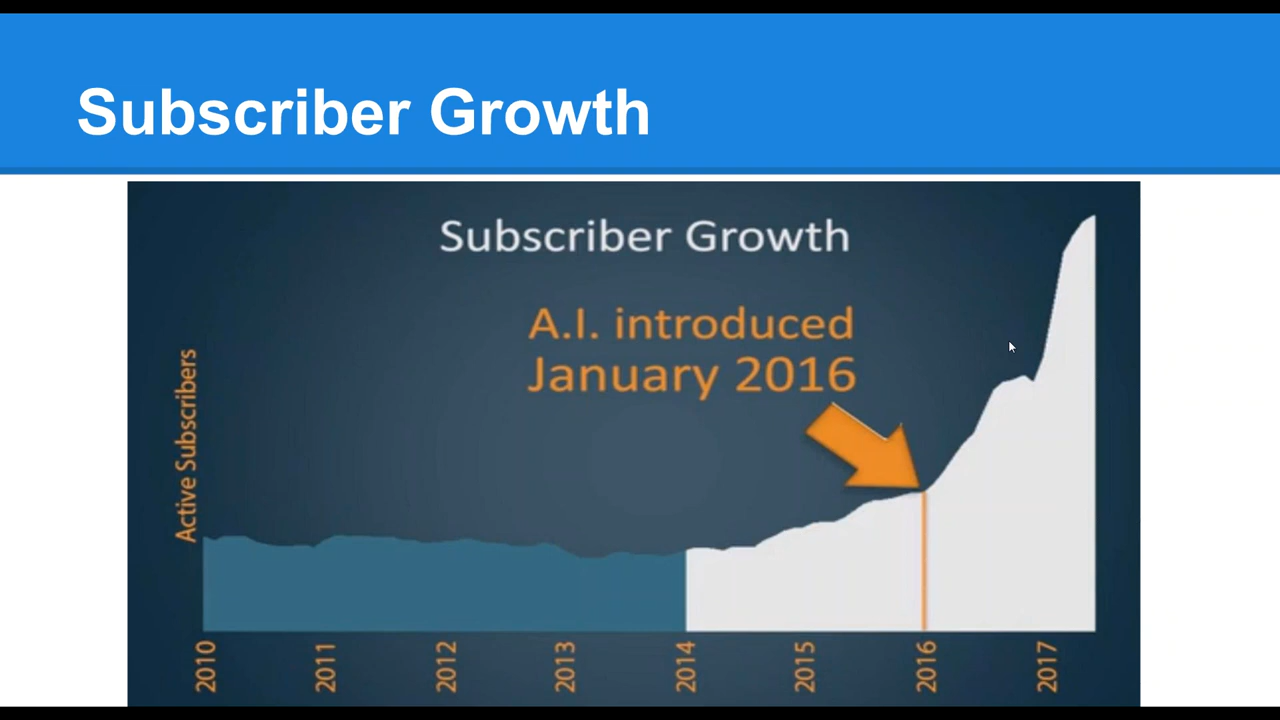 Subscriber Growth
Subscriber Growth
A.I. introduced
January 2016
Active Subscribers
2010
2011
2012
2013
2014
2015
2016
2017